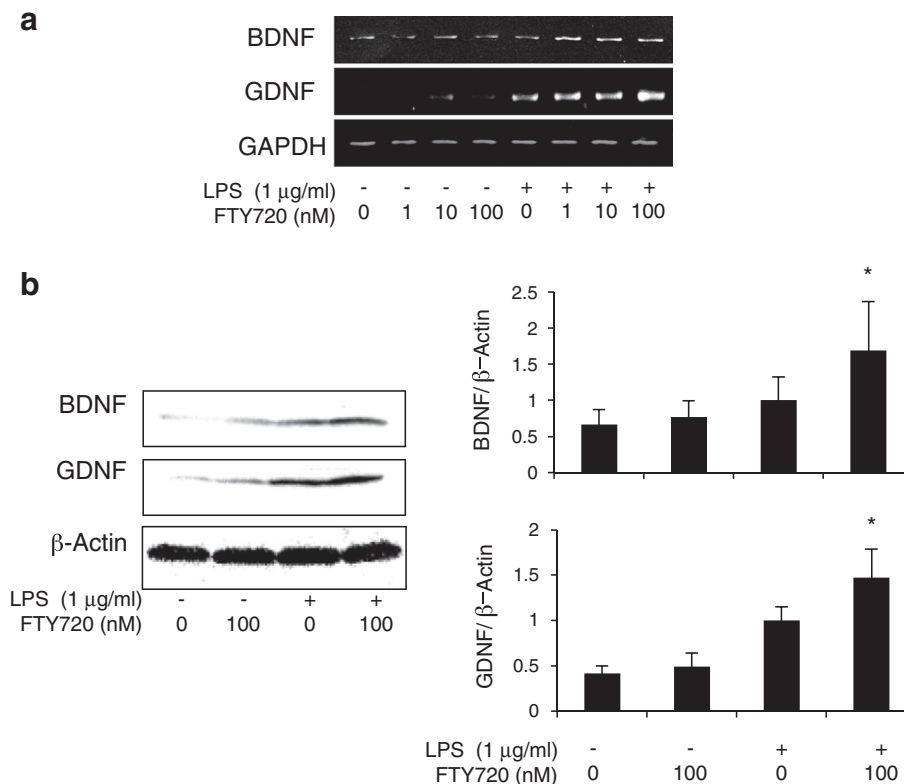 a
BDNF
GDNF
GAPDH
LPS (1 μg/ml) - - - - + + + +
FTY720 (nM) 0 1 10 100 0 1 10 100
b
BDNF
GDNF
β-Actin
LPS (1 μg/ml) - - + +
FTY720 (nM) 0 100 0 100
*
2.5
2
1.5
1
0.5
0
BDNF/β–Actin
*
2
1.5
1
0.5
0
GDNF/β–Actin
LPS (1 μg/ml) - - + +
FTY720 (nM) 0 100 0 100